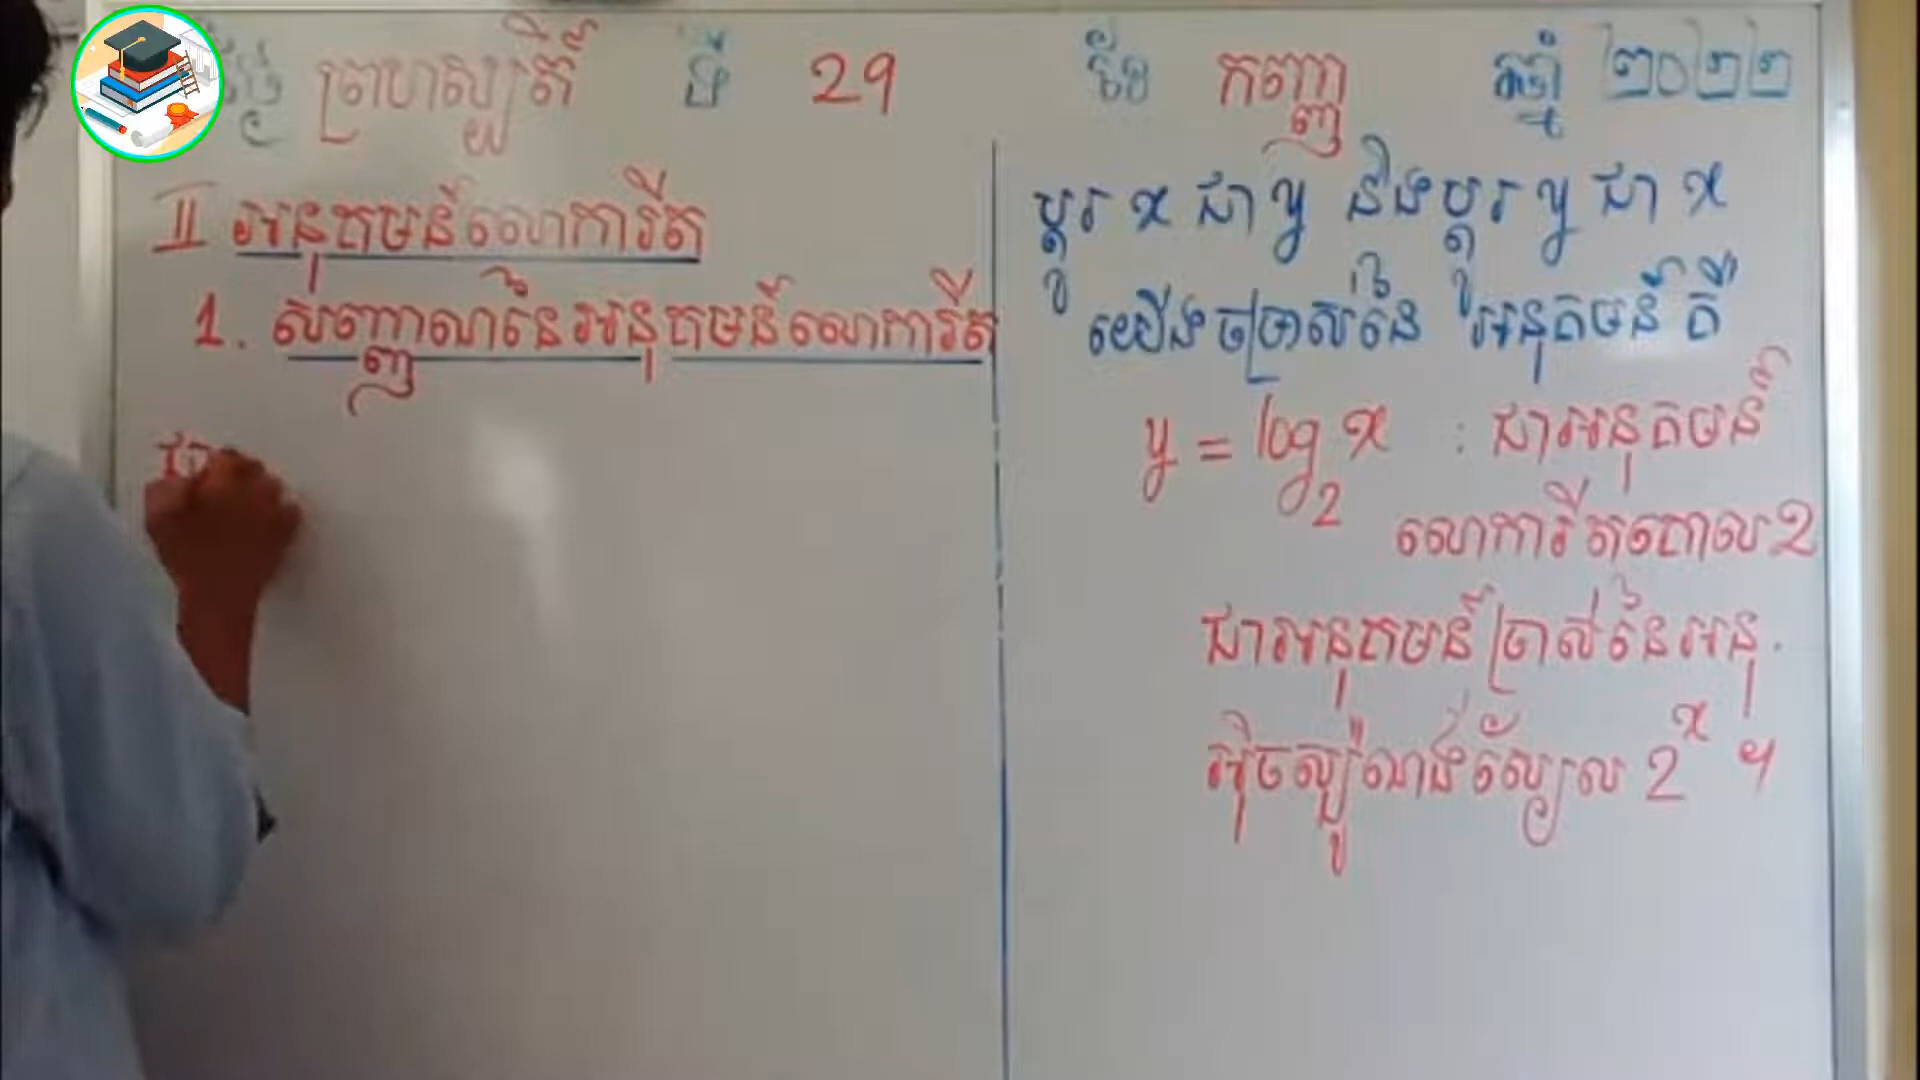 ថ្ងៃ ព្រហស្បតិ៍ ទី 29 ខែ កញ្ញា ឆ្នាំ ២០២២
II អនុគមន៍លោការីត
1. សញ្ញាណនៃអនុគមន៍លោការីត
ជា
ប្តូរ x ជា y និងប្តូរ y ជា x
យើងបច្រាស់នៃ អនុគមន៍ គឺ
y = log₂ x : ជាអនុគមន៍
លោការីតគោល 2
ជាអនុគមន៍ច្រាស់នៃអនុ.
អ៊ិចស្ប៉ូណង់ស្យែល 2ˣ ។